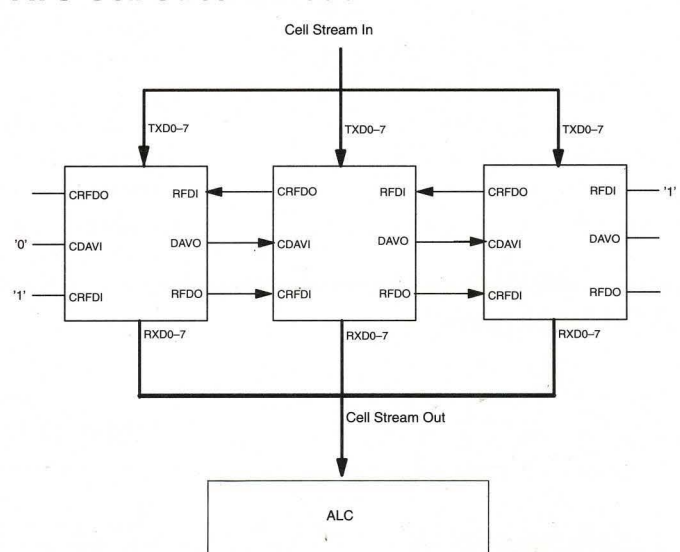 Cell Stream In
TXD0–7 TXD0–7 TXD0–7
CRFDO RFDI CRFDO RFDI CRFDO RFDI '1'
'0' CDAVI DAVO CDAVI DAVO CDAVI DAVO
'1' CRFDI RFDO CRFDI RFDO CRFDI RFDO
RXD0–7 RXD0–7 RXD0–7
Cell Stream Out
ALC